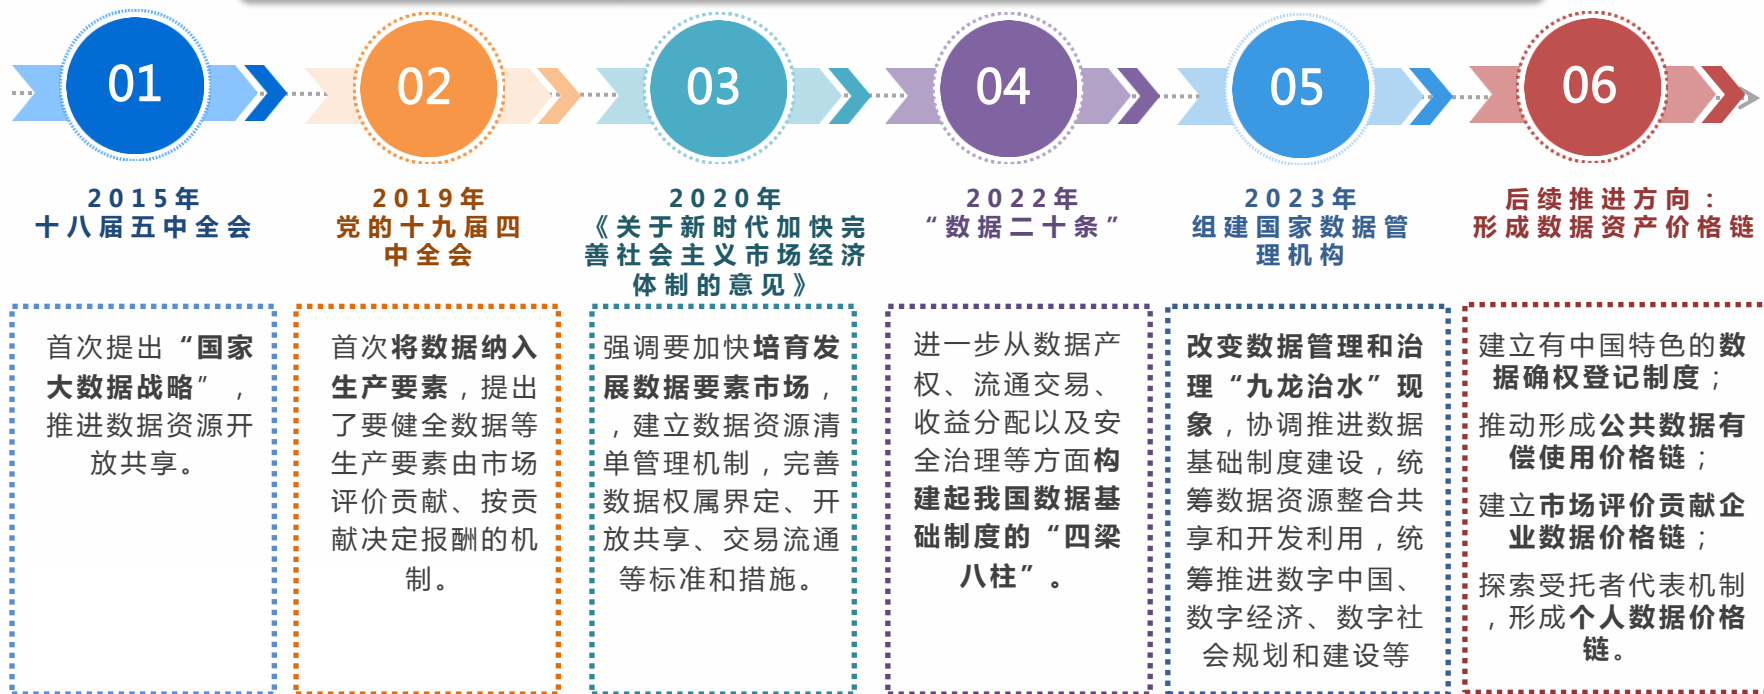 01
2015年
十八届五中全会
首次提出“国家
大数据战略”，
推进数据资源开
放共享。
02
2019年
党的十九届四
中全会
首次将数据纳入
生产要素，提出
了要健全数据等
生产要素由市场
评价贡献、按贡
献决定报酬的机
制。
03
2020年
《关于新时代加快完
善社会主义市场经济
体制的意见》
强调要加快培育发
展数据要素市场，
，建立数据资源清
单管理机制，完善
数据权属界定、开
放共享、交易流通
等标准和措施。
04
2022年
“数据二十条”
进一步从数据产
权、流通交易、
收益分配以及安
全治理等方面构
建起我国数据基
础制度的“四梁
八柱”。
05
2023年
组建国家数据管
理机构
改变数据管理和治
理“九龙治水”现
象，协调推进数据
基础制度建设，统
筹数据资源整合共
享和开发利用，统
筹推进数字中国、
数字经济、数字社
会规划和建设等
06
后续推进方向：
形成数据资产价格链
建立有中国特色的数
据确权登记制度；
推动形成公共数据有
偿使用价格链；
建立市场评价贡献企
业数据价格链；
探索受托者代表机制
，形成个人数据价格
链。